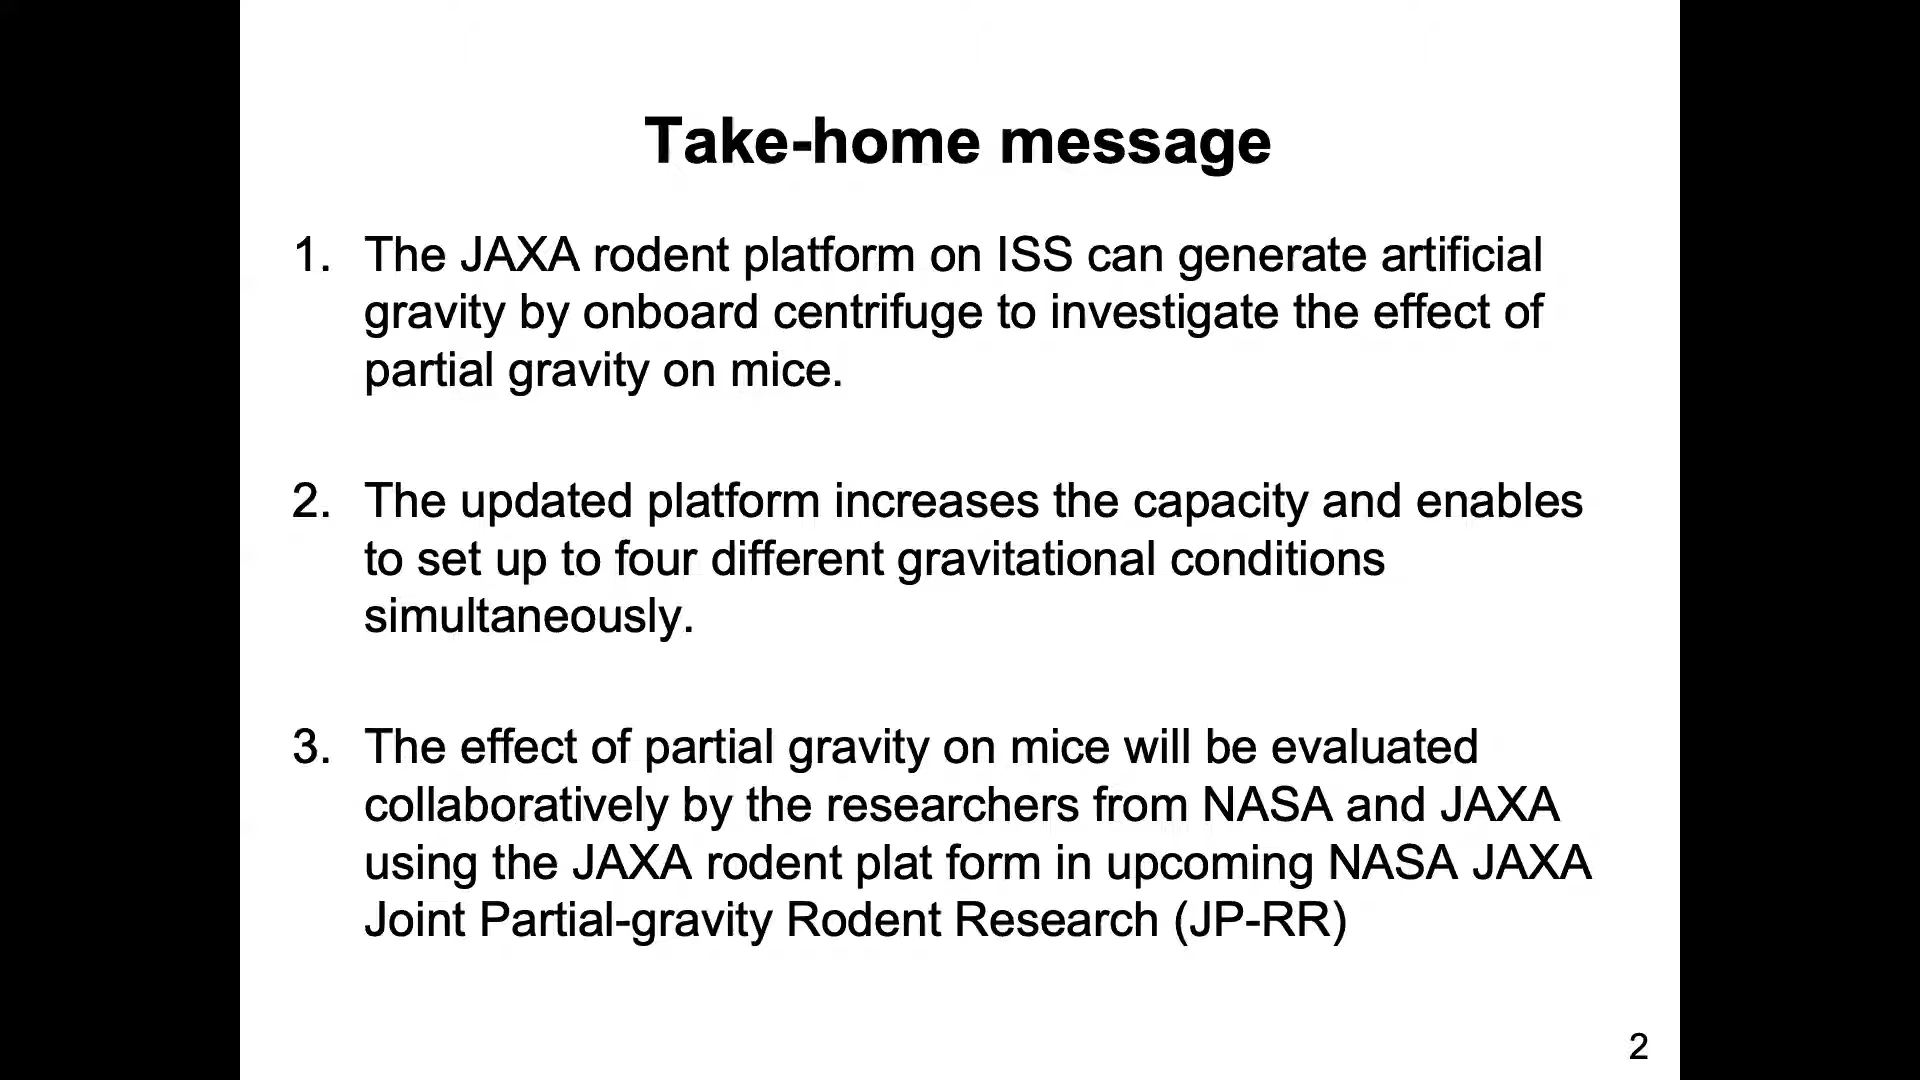 Take-home message
1. The JAXA rodent platform on ISS can generate artificial
gravity by onboard centrifuge to investigate the effect of
partial gravity on mice.
2. The updated platform increases the capacity and enables
to set up to four different gravitational conditions
simultaneously.
3. The effect of partial gravity on mice will be evaluated
collaboratively by the researchers from NASA and JAXA
using the JAXA rodent plat form in upcoming NASA JAXA
Joint Partial-gravity Rodent Research (JP-RR)
2